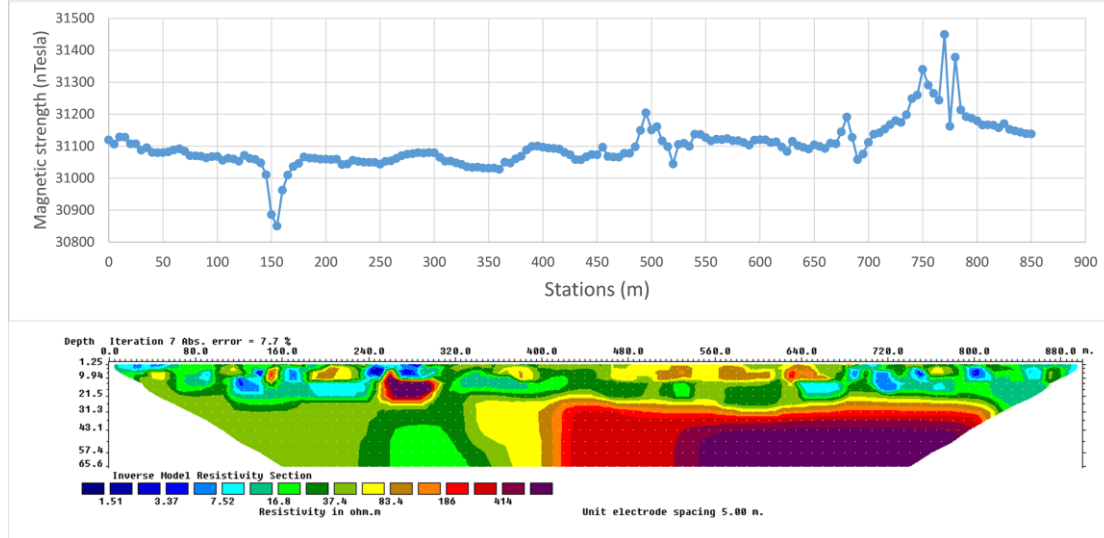 31500
31400
31300
31200
31100
31000
30900
30800
Magnetic strength (nTesla)
0 50 100 150 200 250 300 350 400 450 500 550 600 650 700 750 800 850 900
Stations (m)
Depth Iteration 7 Abs. error = 7.7 %
0.0 80.0 160.0 240.0 320.0 400.0 480.0 560.0 640.0 720.0 800.0 880.0 m.
1.25
9.94
21.5
31.3
43.1
57.4
65.6
Inverse Model Resistivity Section
1.51 3.37 7.52 16.8 37.4 83.4 186 414
Resistivity in ohm.m Unit electrode spacing 5.00 m.